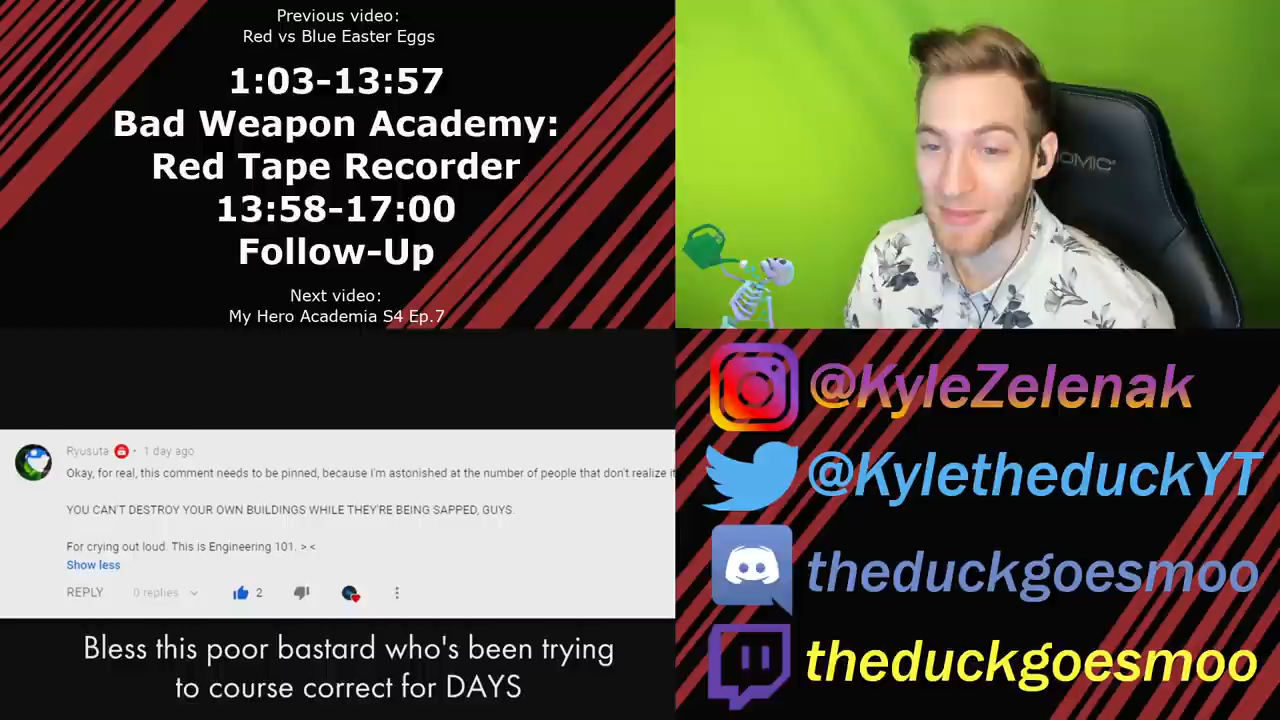 Previous video:
Red vs Blue Easter Eggs
1:03-13:57
Bad Weapon Academy:
Red Tape Recorder
13:58-17:00
Follow-Up
Next video:
My Hero Academia S4 Ep.7
NOMIC
Ryusuta • 1 day ago
Okay, for real, this comment needs to be pinned, because I'm astonished at the number of people that don't realize
YOU CAN'T DESTROY YOUR OWN BUILDINGS WHILE THEY'RE BEING SAPPED, GUYS.
For crying out loud. This is Engineering 101. > <
Show less
REPLY 0 replies 2
Bless this poor bastard who's been trying
to course correct for DAYS
@KyleZelenak
@KyletheduckYT
theduckgoesmoo
theduckgoesmoo